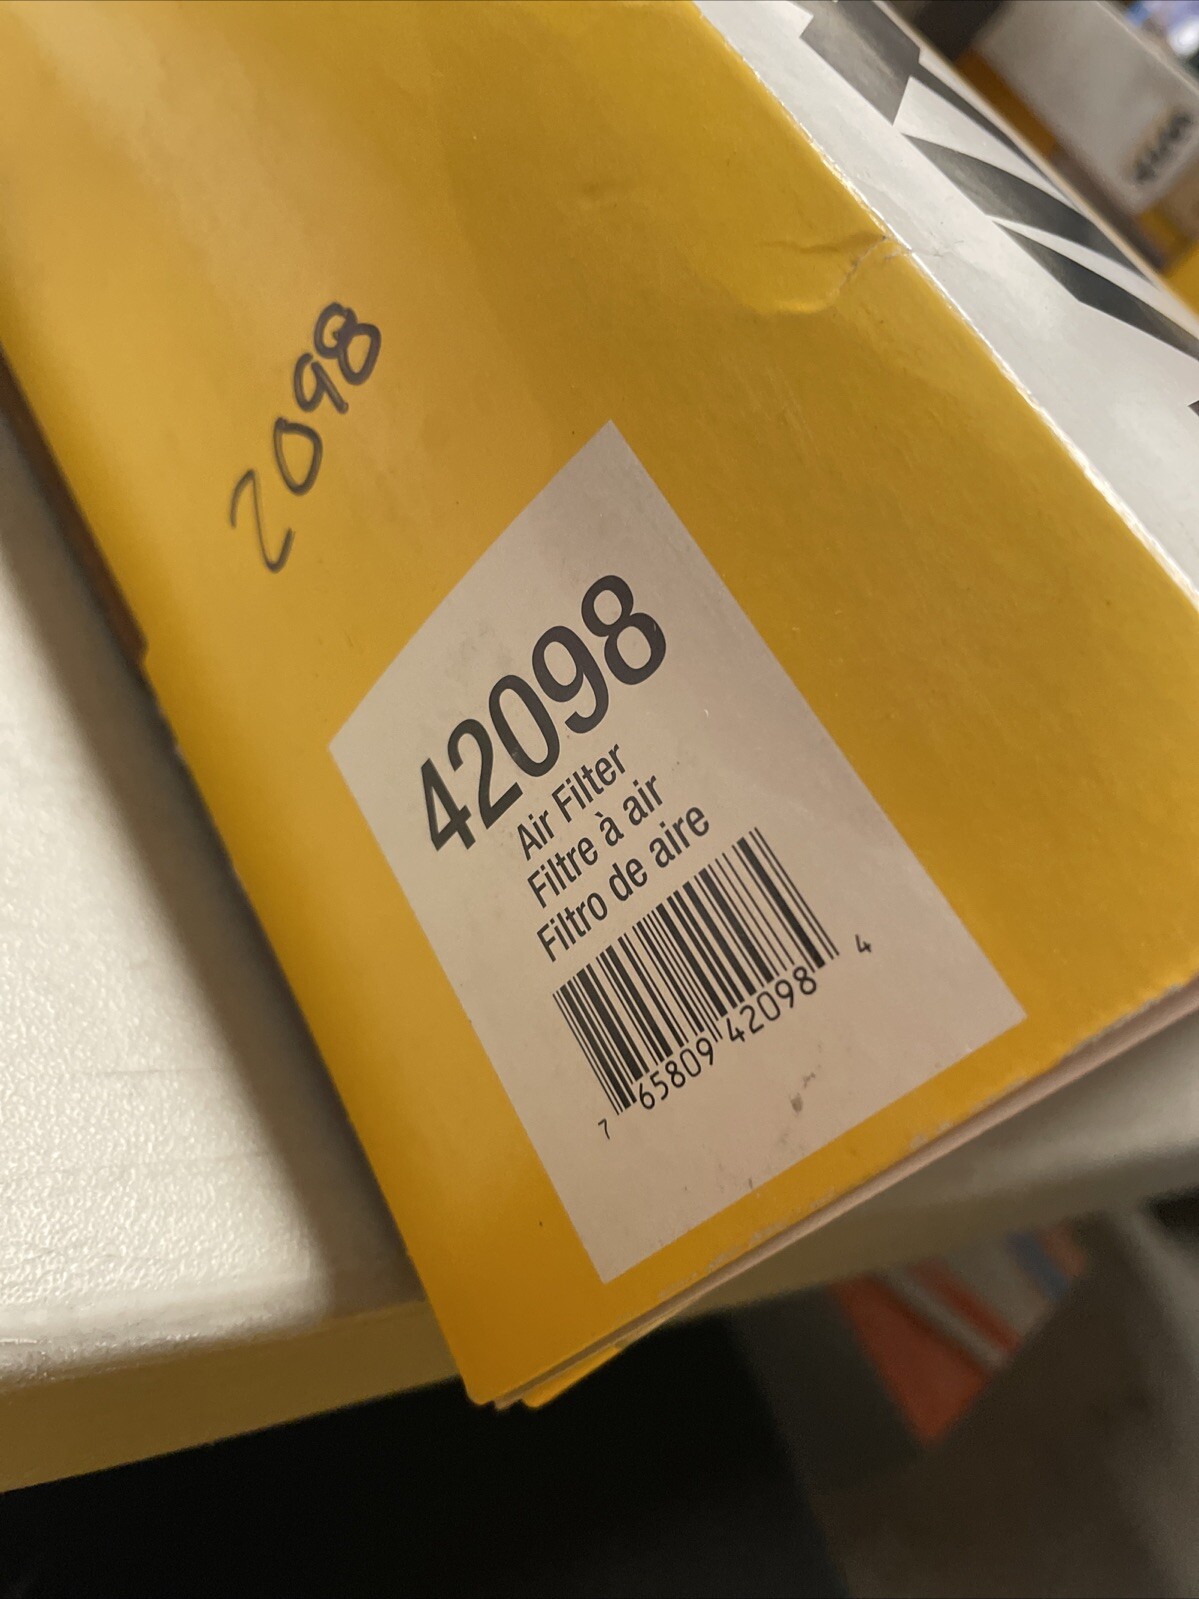 2098
42098
Air Filter
Filtre à air
Filtro de aire
7 65809 42098 4